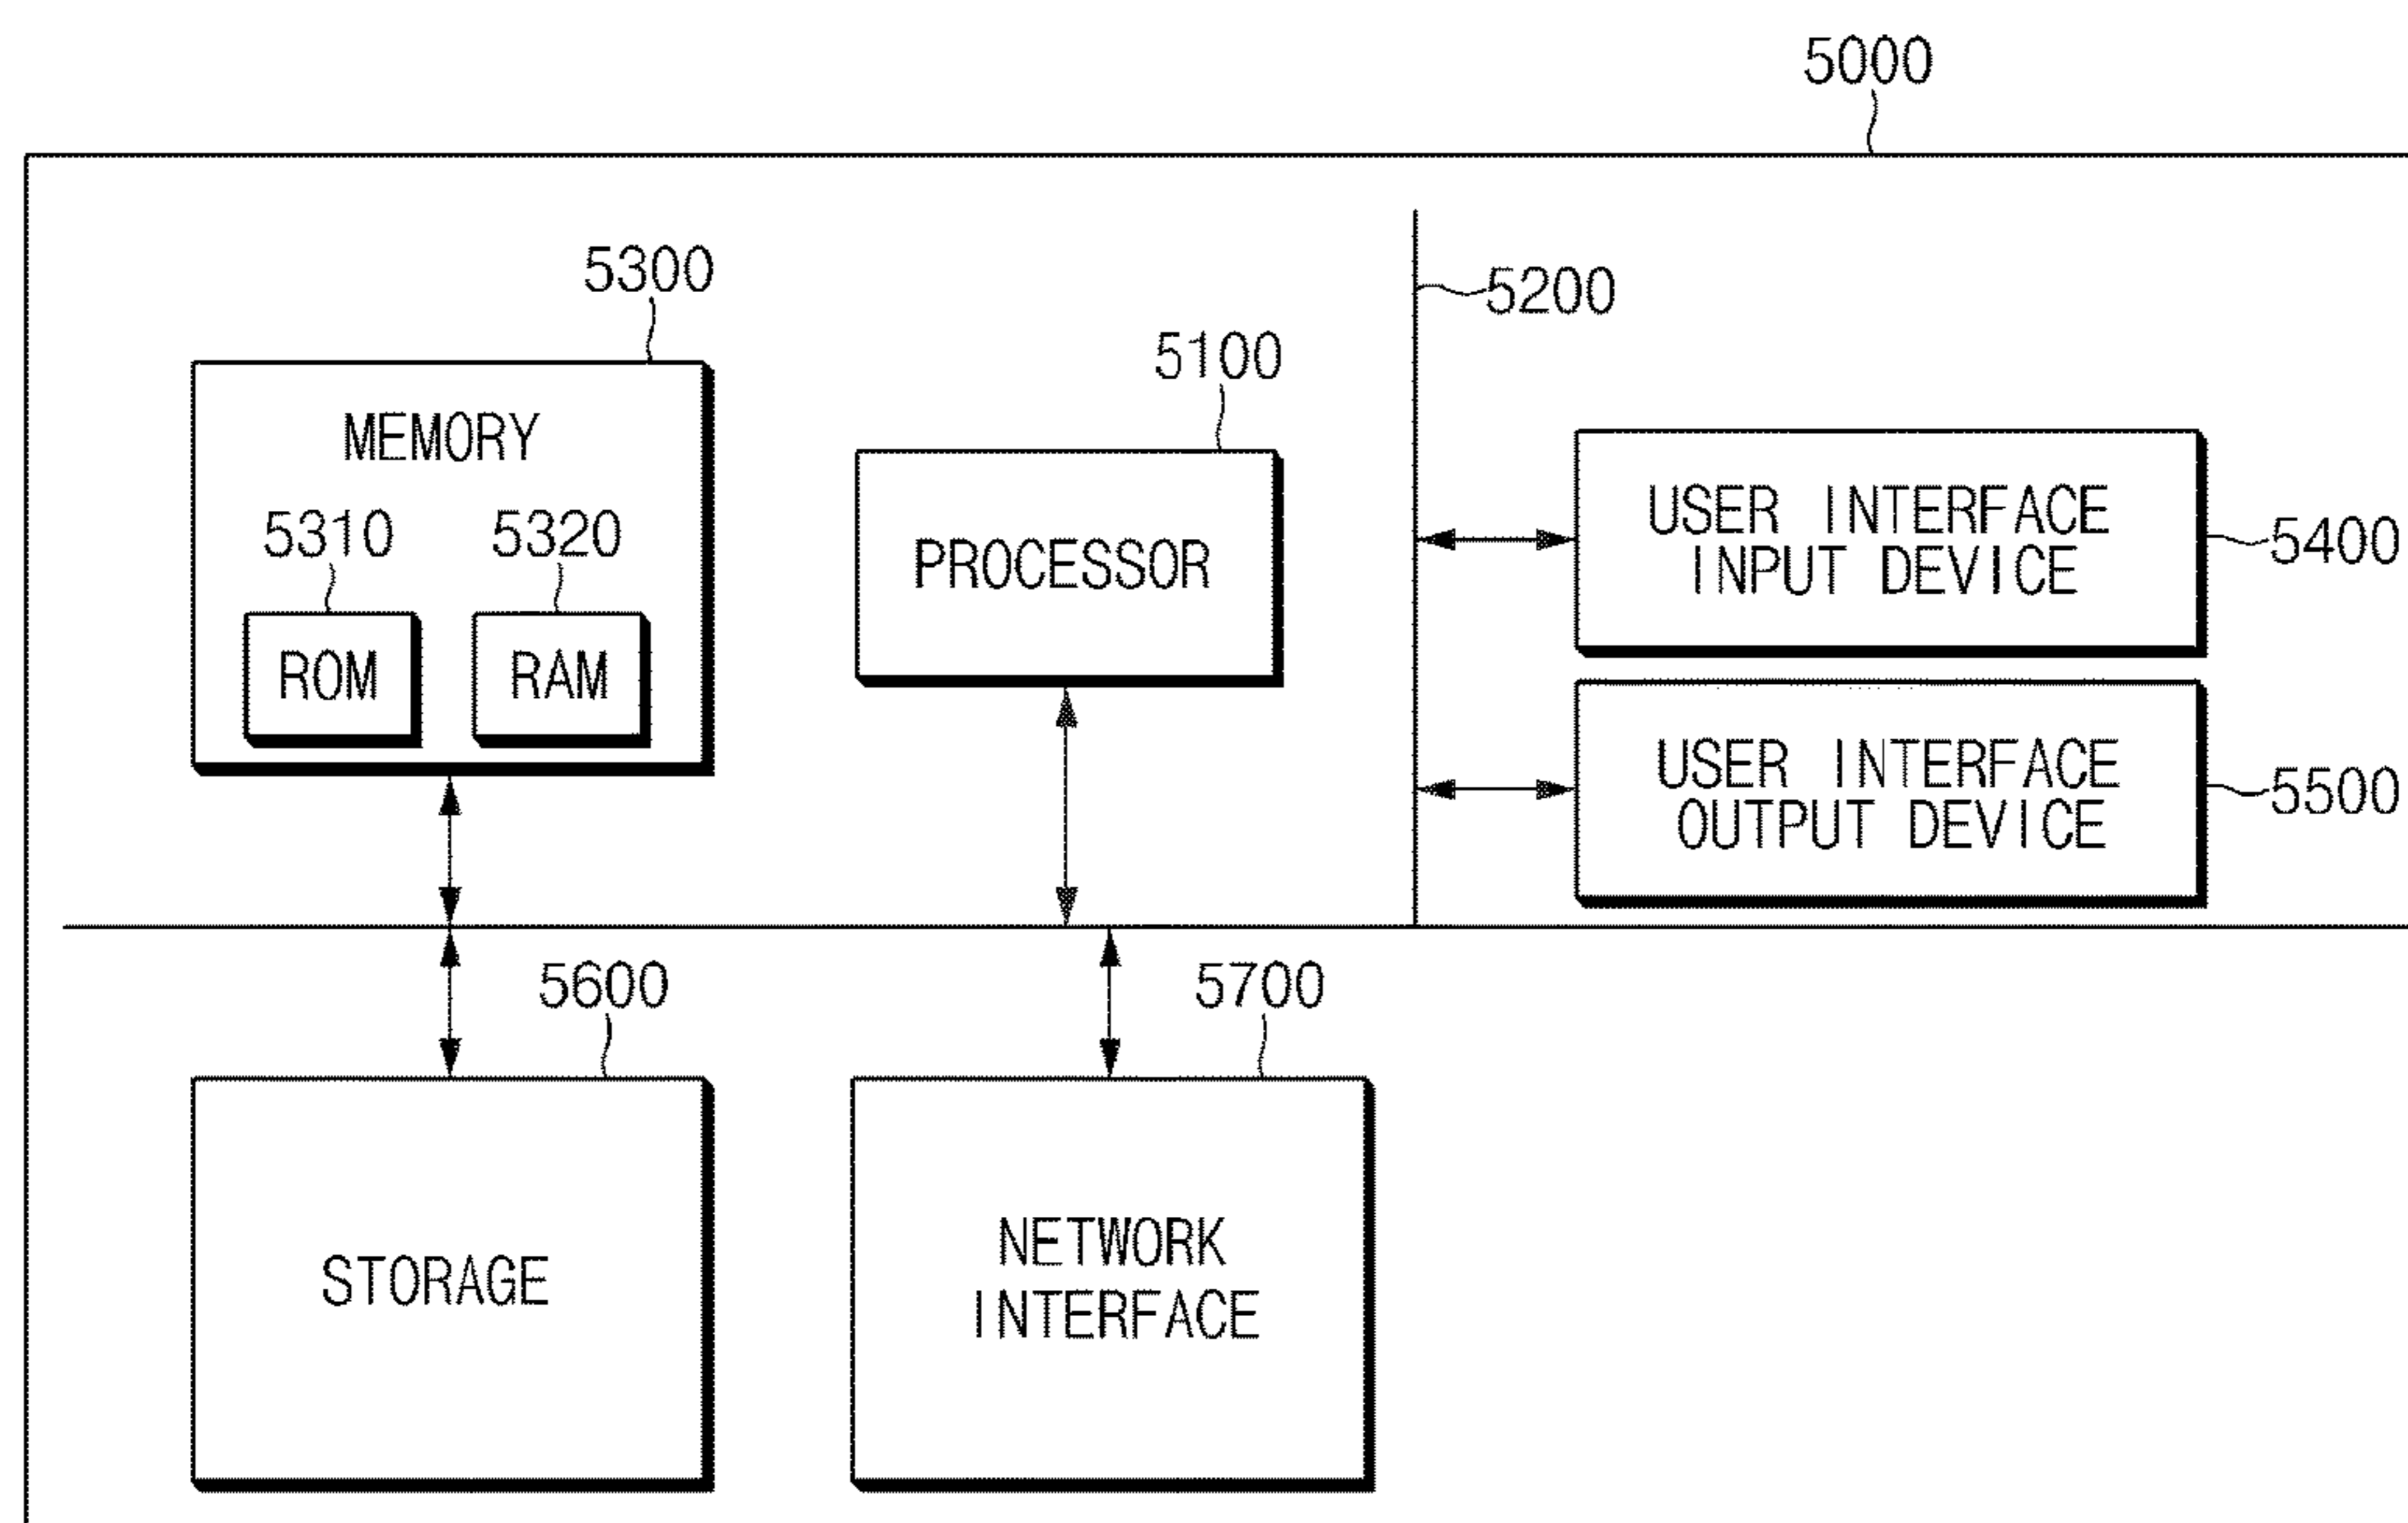 5000
5300
5200
5100
MEMORY
5310
5320
ROM
RAM
PROCESSOR
USER INTERFACE
INPUT DEVICE
5400
USER INTERFACE
OUTPUT DEVICE
5500
5600
5700
STORAGE
NETWORK
INTERFACE